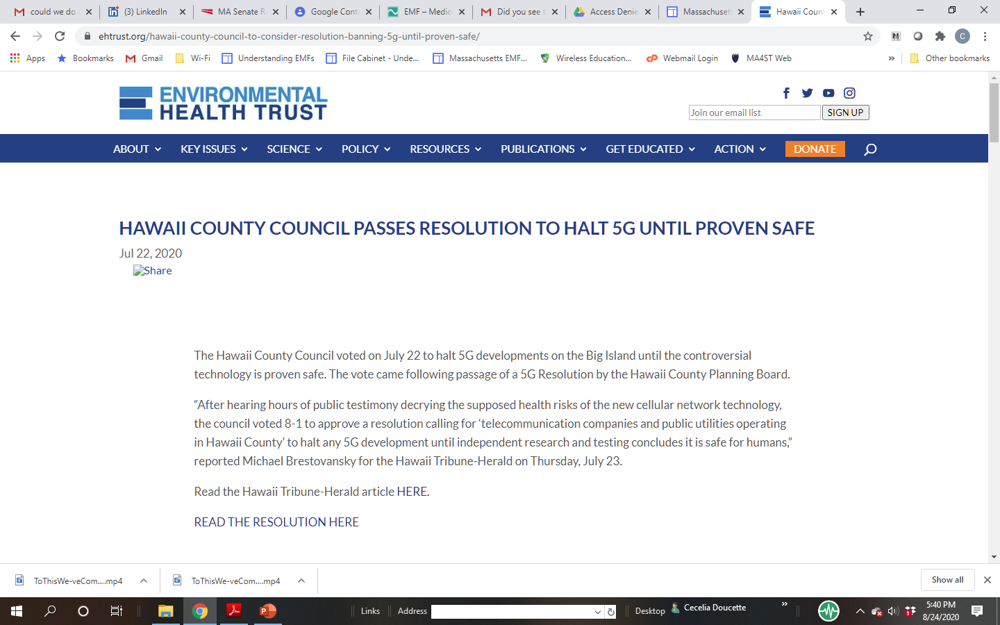 could we do
(3) LinkedIn
MA Senate R
Google Cont
EMF – Medic
Did you see t
Access Denie
Massachuset
Hawaii Count
ehtrust.org/hawaii-county-council-to-consider-resolution-banning-5g-until-proven-safe/
C
Apps
Bookmarks
Gmail
Wi-Fi
Understanding EMFs
File Cabinet - Unde...
Massachusetts EMF...
Wireless Education...
Webmail Login
MA4ST Web
»
Other bookmarks
ENVIRONMENTAL
HEALTH TRUST
Join our email list
SIGN UP
ABOUT
KEY ISSUES
SCIENCE
POLICY
RESOURCES
PUBLICATIONS
GET EDUCATED
ACTION
DONATE
HAWAII COUNTY COUNCIL PASSES RESOLUTION TO HALT 5G UNTIL PROVEN SAFE
Jul 22, 2020
Share
The Hawaii County Council voted on July 22 to halt 5G developments on the Big Island until the controversial
technology is proven safe. The vote came following passage of a 5G Resolution by the Hawaii County Planning Board.
“After hearing hours of public testimony decrying the supposed health risks of the new cellular network technology,
the council voted 8-1 to approve a resolution calling for ‘telecommunication companies and public utilities operating
in Hawaii County’ to halt any 5G development until independent research and testing concludes it is safe for humans,”
reported Michael Brestovansky for the Hawaii Tribune-Herald on Thursday, July 23.
Read the Hawaii Tribune-Herald article HERE.
READ THE RESOLUTION HERE
ToThisWe-veCom....mp4
ToThisWe-veCom....mp4
Show all
Links
Address
Desktop
Cecelia Doucette
»
5:40 PM
8/24/2020